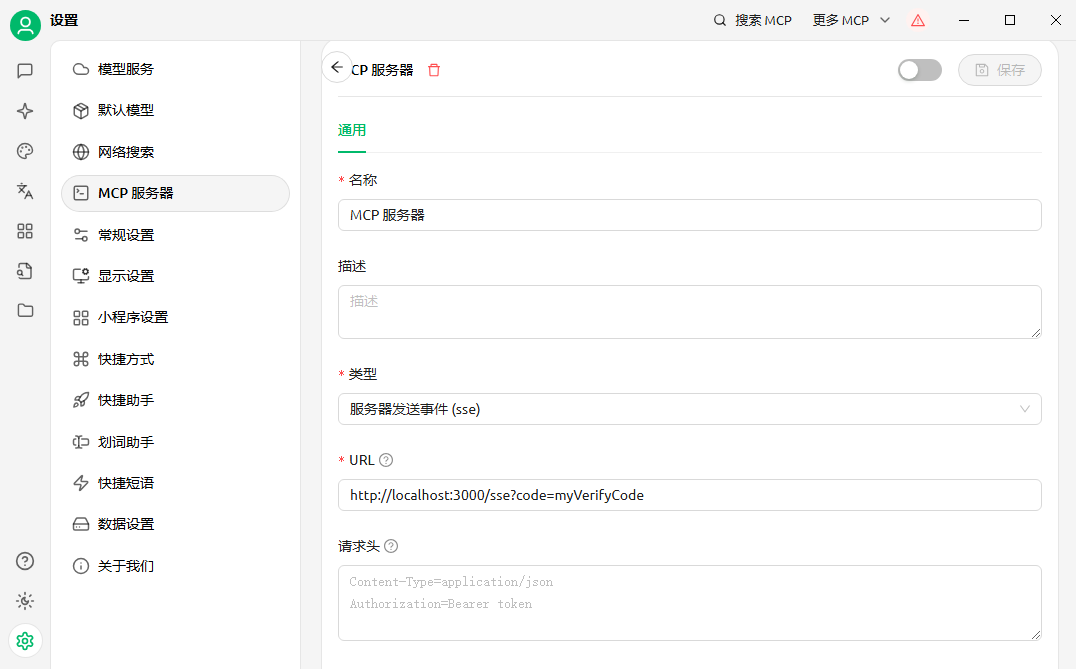 设置
搜索 MCP
更多 MCP
模型服务
默认模型
网络搜索
MCP 服务器
常规设置
显示设置
小程序设置
快捷方式
快捷助手
划词助手
快捷短语
数据设置
关于我们
CP 服务器
保存
通用
* 名称
MCP 服务器
描述
描述
* 类型
服务器发送事件 (sse)
* URL
http://localhost:3000/sse?code=myVerifyCode
请求头
Content-Type=application/json
Authorization=Bearer token